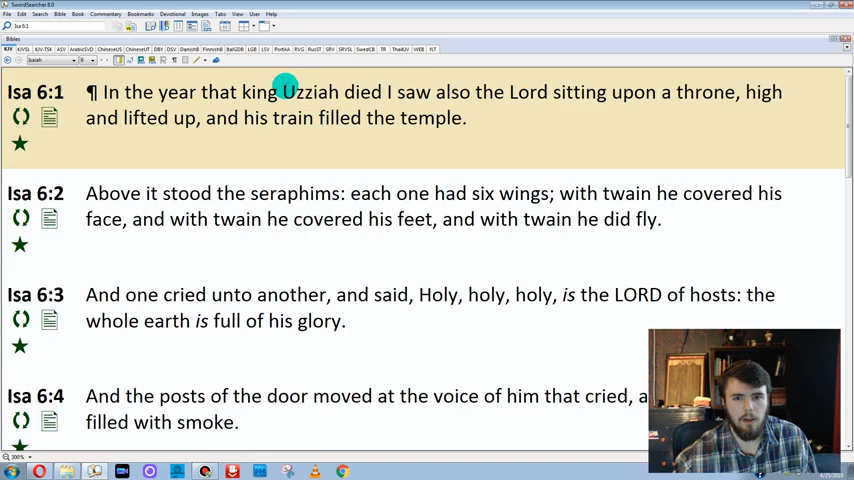 SwordSearcher 8.0
File Edit Search Bible Book Commentary Bookmarks Devotional Images Tabs View User Help
Isa 6:1
Bibles
KJV KJVSL KJV-TSK ASV ArabicSVD ChineseUS ChineseUT DBY DSV DanishB FinnishB ItalGDB LGB LSV PortAA RVG RusST SRV SRVSL SwedCB TR ThaiKJV WEB YLT
Isaiah 6
Isa 6:1 ¶ In the year that king Uzziah died I saw also the Lord sitting upon a throne, high
and lifted up, and his train filled the temple.
Isa 6:2 Above it stood the seraphims: each one had six wings; with twain he covered his
face, and with twain he covered his feet, and with twain he did fly.
Isa 6:3 And one cried unto another, and said, Holy, holy, holy, is the LORD of hosts: the
whole earth is full of his glory.
Isa 6:4 And the posts of the door moved at the voice of him that cried, a
filled with smoke.
300%